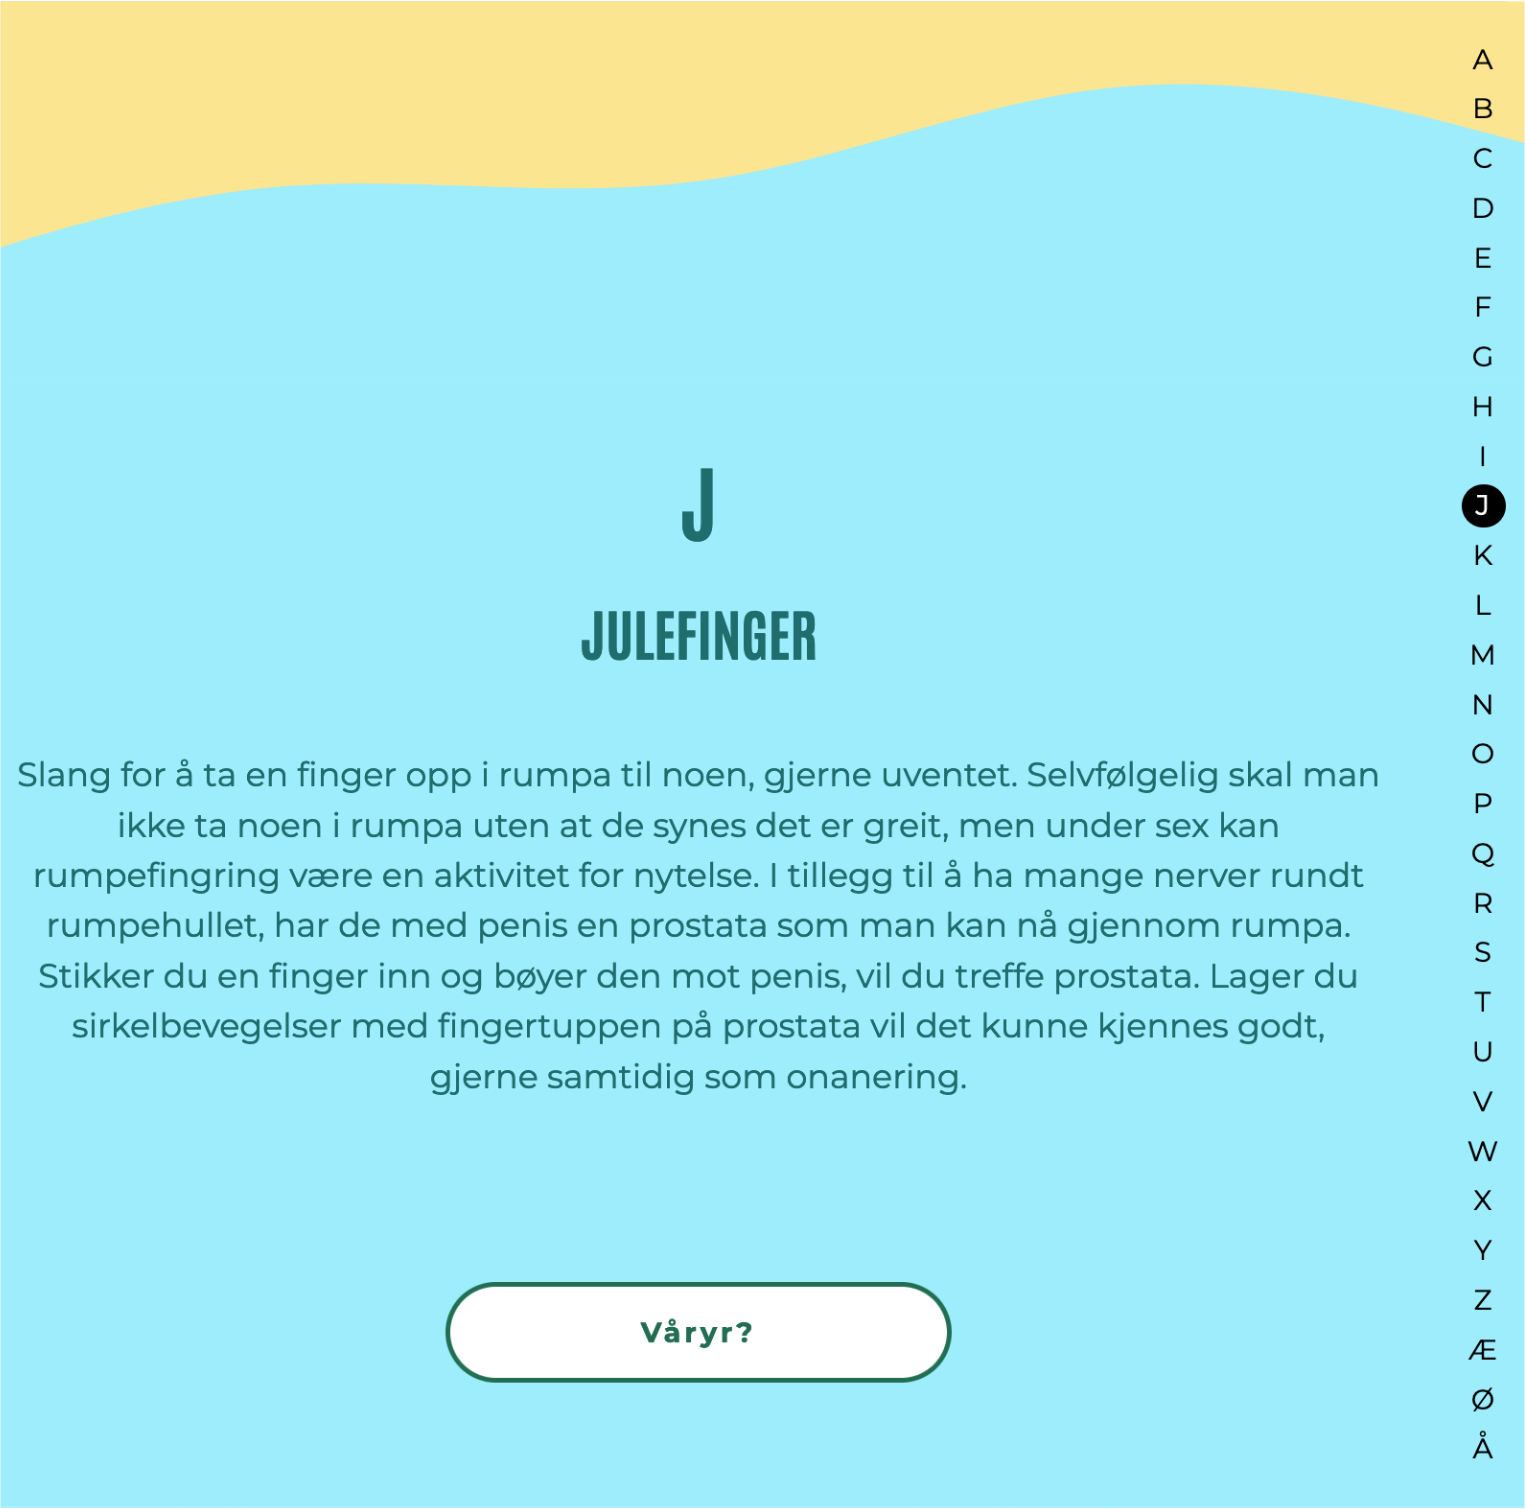 J
JULEFINGER
Slang for å ta en finger opp i rumpa til noen, gjerne uventet. Selvfølgelig skal man
ikke ta noen i rumpa uten at de synes det er greit, men under sex kan
rumpefingring være en aktivitet for nytelse. I tillegg til å ha mange nerver rundt
rumpehullet, har de med penis en prostata som man kan nå gjennom rumpa.
Stikker du en finger inn og bøyer den mot penis, vil du treffe prostata. Lager du
sirkelbevegelser med fingertuppen på prostata vil det kunne kjennes godt,
gjerne samtidig som onanering.
Våryr?
A
B
C
D
E
F
G
H
I
J
K
L
M
N
O
P
Q
R
S
T
U
V
W
X
Y
Z
Æ
Ø
Å